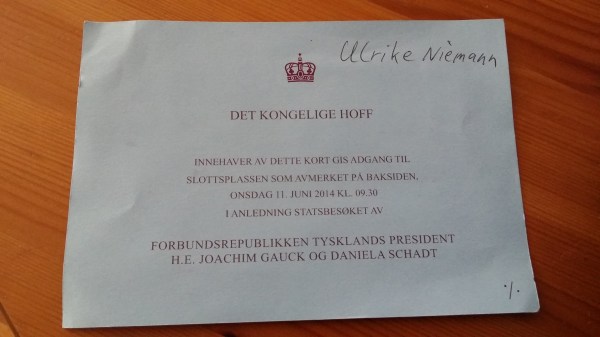 Ulrike Niemann
DET KONGELIGE HOFF
INNEHAVER AV DETTE KORT GIS ADGANG TIL
SLOTTSPLASSEN SOM AVMERKET PÅ BAKSIDEN,
ONSDAG 11. JUNI 2014 KL. 09.30
I ANLEDNING STATSBESØKET AV
FORBUNDSREPUBLIKKEN TYSKLANDS PRESIDENT
H.E. JOACHIM GAUCK OG DANIELA SCHADT
./.